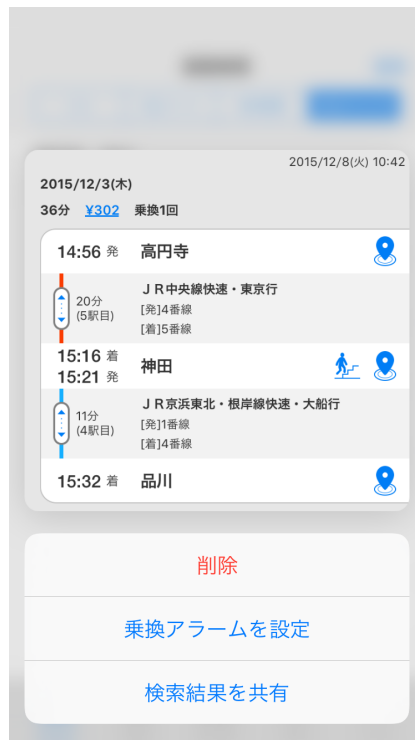 2015/12/8(火) 10:42
2015/12/3(木)
36分 ¥302 乗換1回
14:56 発 高円寺
20分
(5駅目)
ＪＲ中央線快速・東京行
[発]4番線
[着]5番線
15:16 着
15:21 発
神田
11分
(4駅目)
ＪＲ京浜東北・根岸線快速・大船行
[発]1番線
[着]4番線
15:32 着 品川
削除
乗換アラームを設定
検索結果を共有